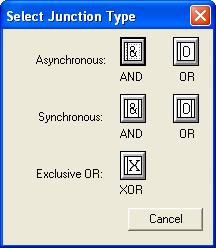 Select Junction Type
Asynchronous: & O
AND OR
Synchronous: & O
AND OR
Exclusive OR: X
XOR
Cancel